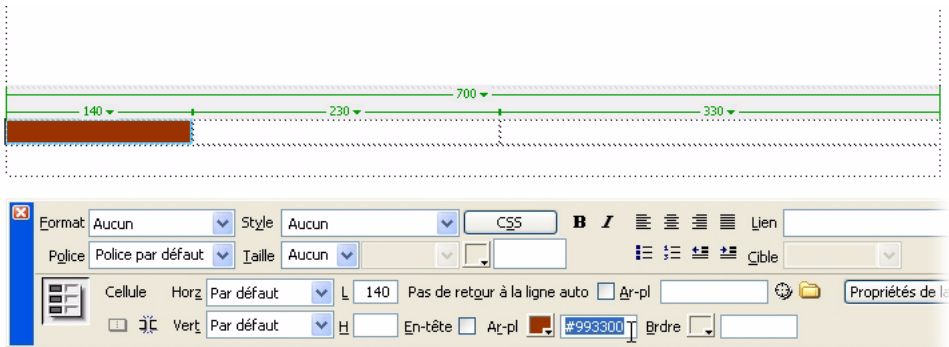 700
140 230 330
Format Aucun Style Aucun CSS B I Lien
Police Police par défaut Taille Aucun Cible
Cellule Horz Par défaut L 140 Pas de retour à la ligne auto Ar-pl Propriétés de la
Vert Par défaut H En-tête Ar-pl #993300 Brdre